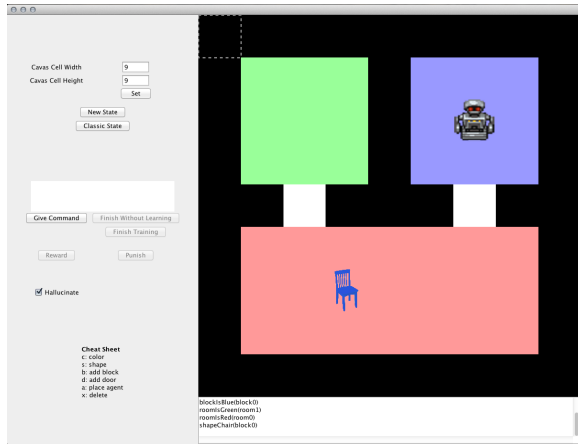 Cavas Cell Width 9
Cavas Cell Height 9
Set
New State
Classic State
Give Command Finish Without Learning
Finish Training
Reward Punish
Hallucinate
Cheat Sheet
c: color
s: shape
b: add block
d: add door
a: place agent
x: delete
blockIsBlue(block0)
roomIsGreen(room1)
roomIsRed(room0)
shapeChair(block0)